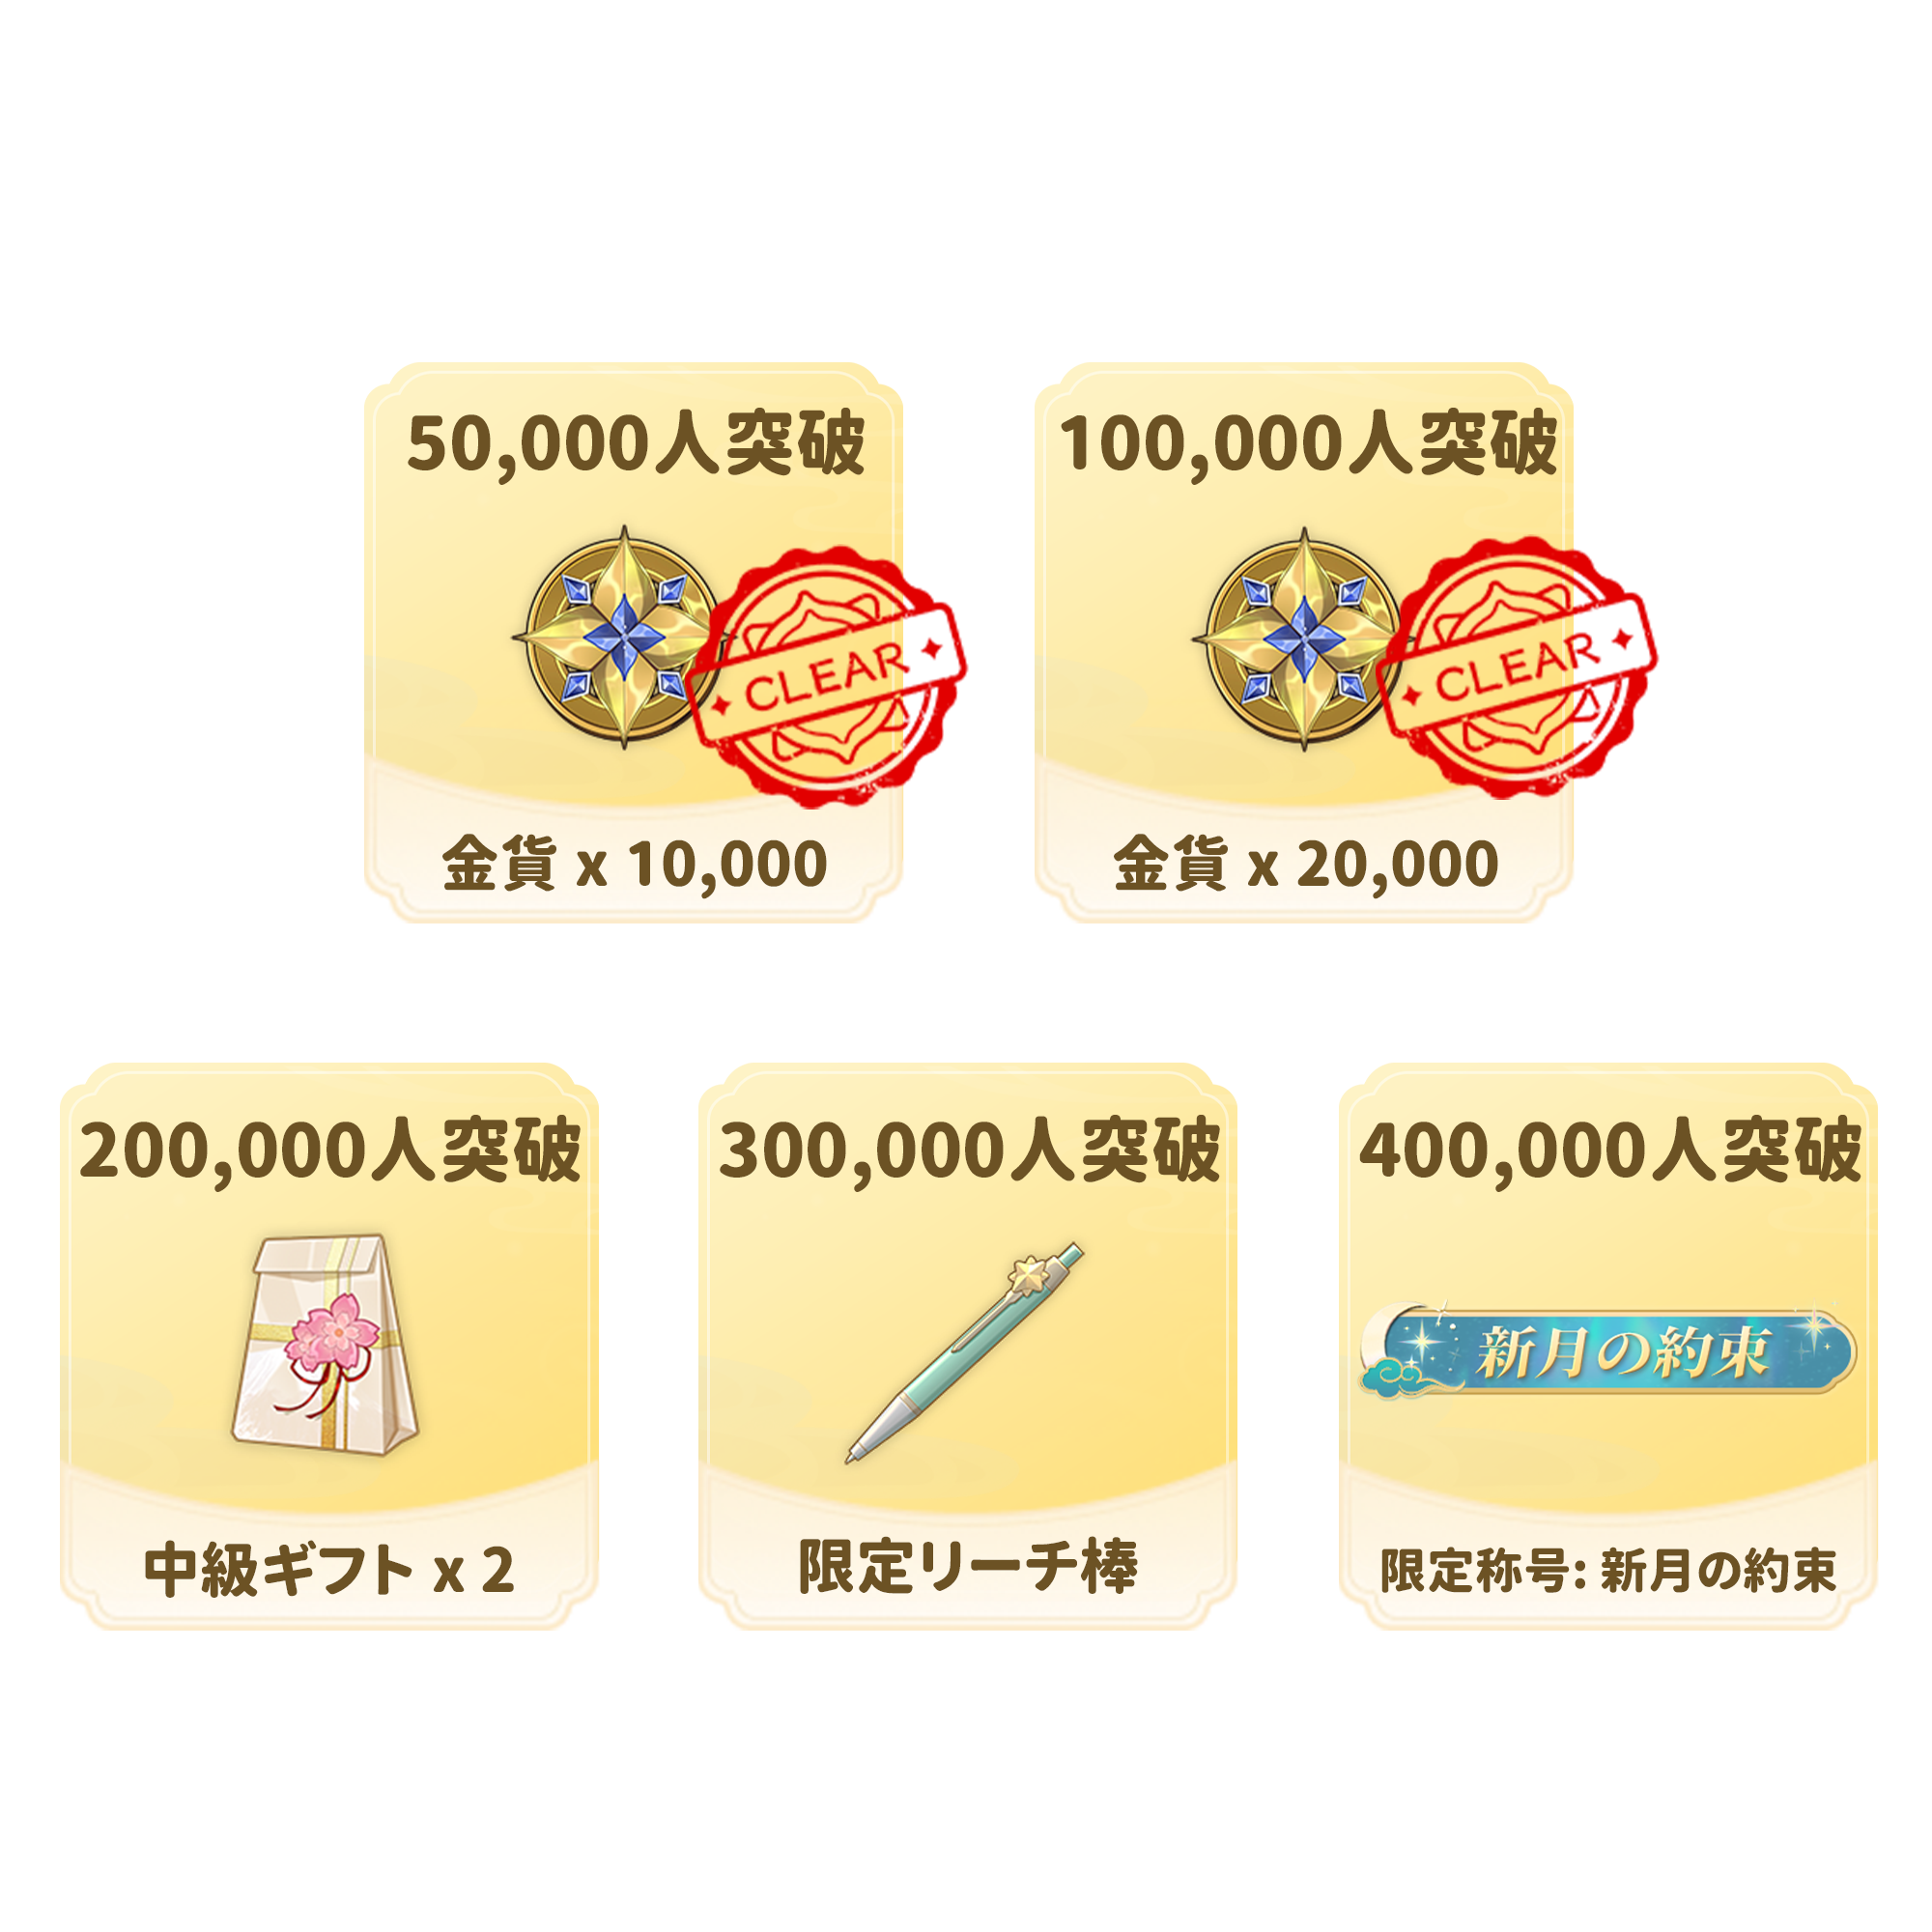 50,000人突破
CLEAR
金貨 x 10,000
100,000人突破
CLEAR
金貨 x 20,000
200,000人突破
中級ギフト x 2
300,000人突破
限定リーチ棒
400,000人突破
新月の約束
限定称号: 新月の約束